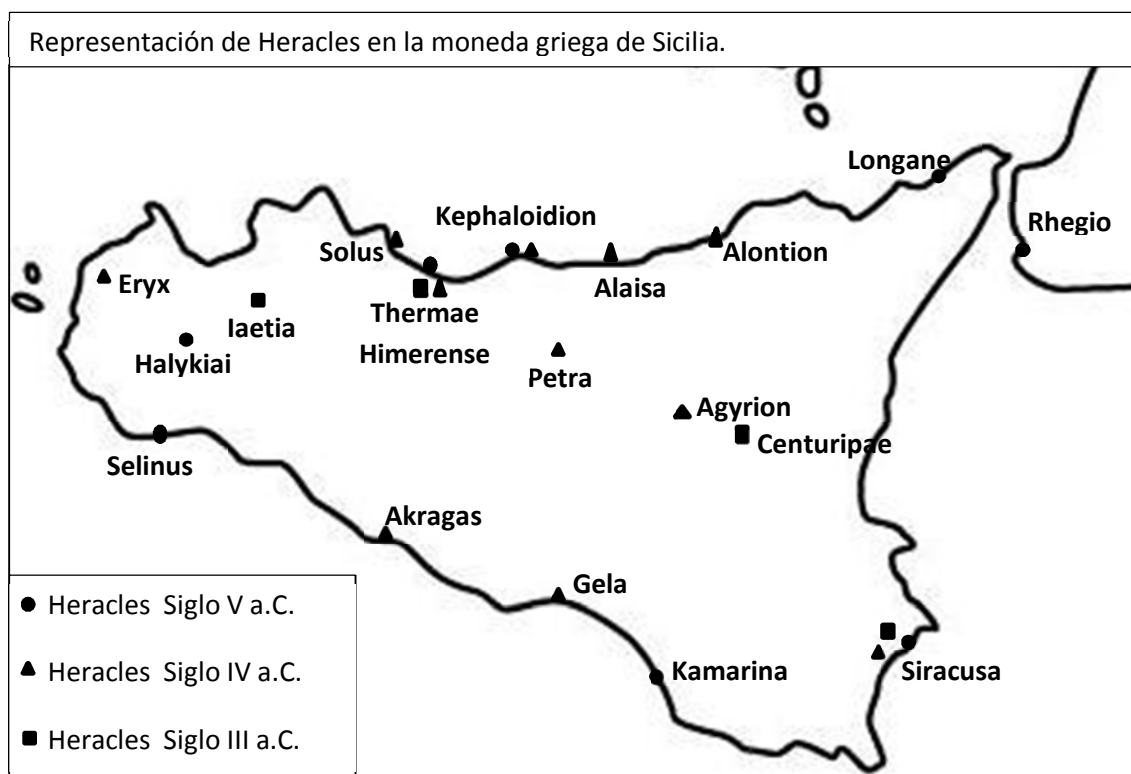 Representación de Heracles en la moneda griega de Sicilia.
Longane
Kephaloidion
Rhegio
Solus
Alontion
Eryx
Alaisa
Iaetia
Thermae
Himerense
Halykiai
Petra
Agyrion
Centuripae
Selinus
Akragas
Gela
Kamarina
Siracusa
Heracles Siglo V a.C.
Heracles Siglo IV a.C.
Heracles Siglo III a.C.